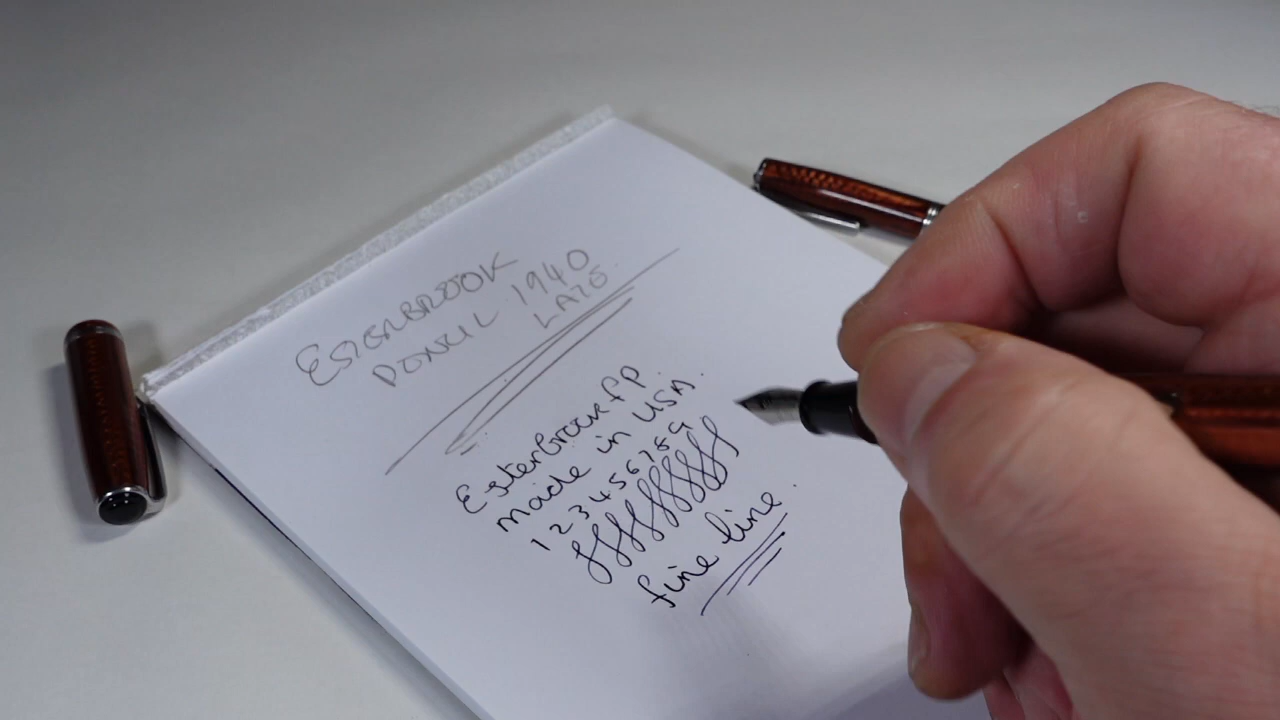 ESTERBROOK
PENCIL 1940
LATE
Esterbrook fp
made in USA.
123456789
fine line.